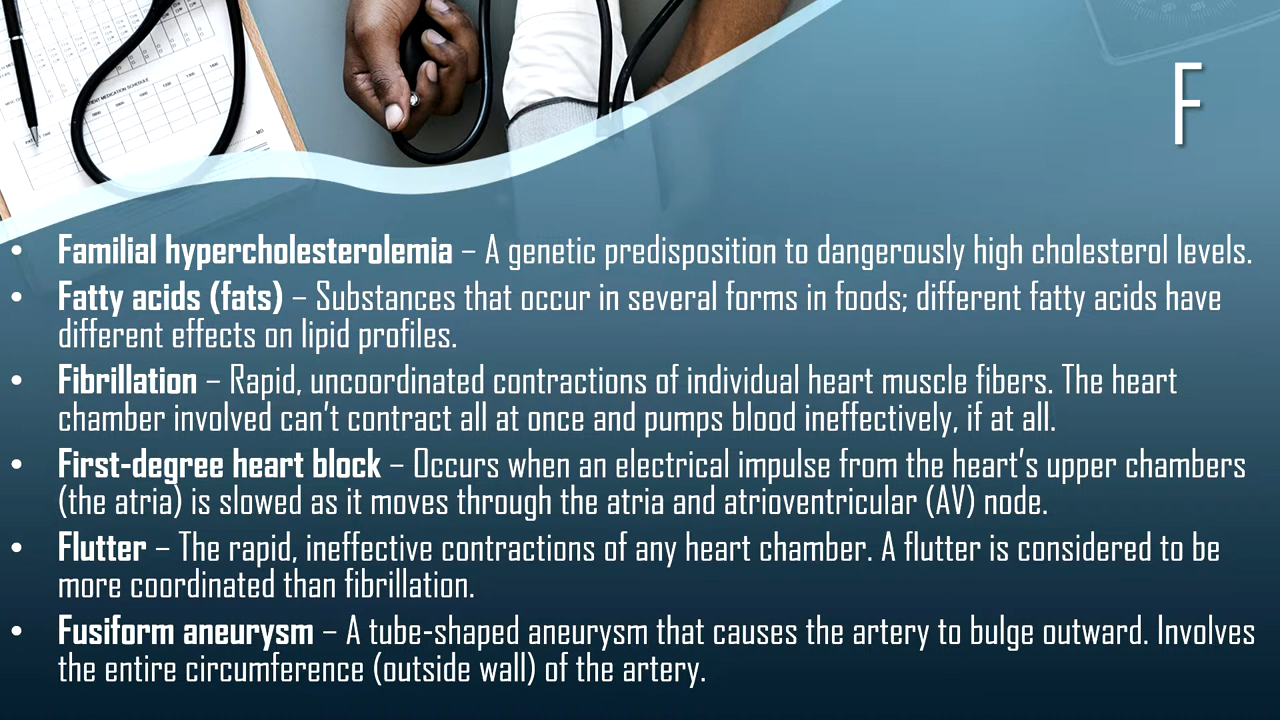 PATIENT MEDICATION SCHEDULE
F
• Familial hypercholesterolemia – A genetic predisposition to dangerously high cholesterol levels.
• Fatty acids (fats) – Substances that occur in several forms in foods; different fatty acids have
different effects on lipid profiles.
• Fibrillation – Rapid, uncoordinated contractions of individual heart muscle fibers. The heart
chamber involved can’t contract all at once and pumps blood ineffectively, if at all.
• First-degree heart block – Occurs when an electrical impulse from the heart’s upper chambers
(the atria) is slowed as it moves through the atria and atrioventricular (AV) node.
• Flutter – The rapid, ineffective contractions of any heart chamber. A flutter is considered to be
more coordinated than fibrillation.
• Fusiform aneurysm – A tube-shaped aneurysm that causes the artery to bulge outward. Involves
the entire circumference (outside wall) of the artery.